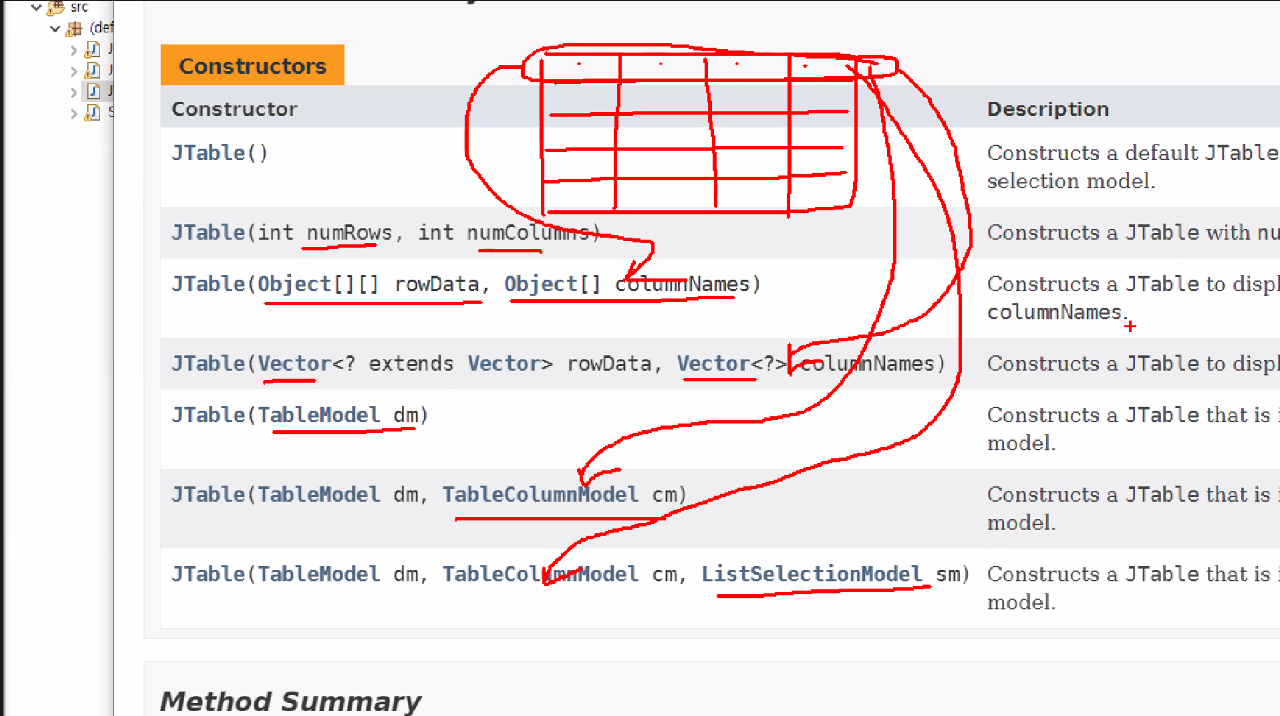 src
(def
J
J
J
S
Constructors
Constructor Description
JTable() Constructs a default JTable
selection model.
JTable(int numRows, int numColumns) Constructs a JTable with nu
JTable(Object[][] rowData, Object[] columnNames) Constructs a JTable to displ
columnNames.
JTable(Vector<? extends Vector> rowData, Vector<?> columnNames) Constructs a JTable to displ
JTable(TableModel dm) Constructs a JTable that is i
model.
JTable(TableModel dm, TableColumnModel cm) Constructs a JTable that is i
model.
JTable(TableModel dm, TableColumnModel cm, ListSelectionModel sm) Constructs a JTable that is i
model.
Method Summary